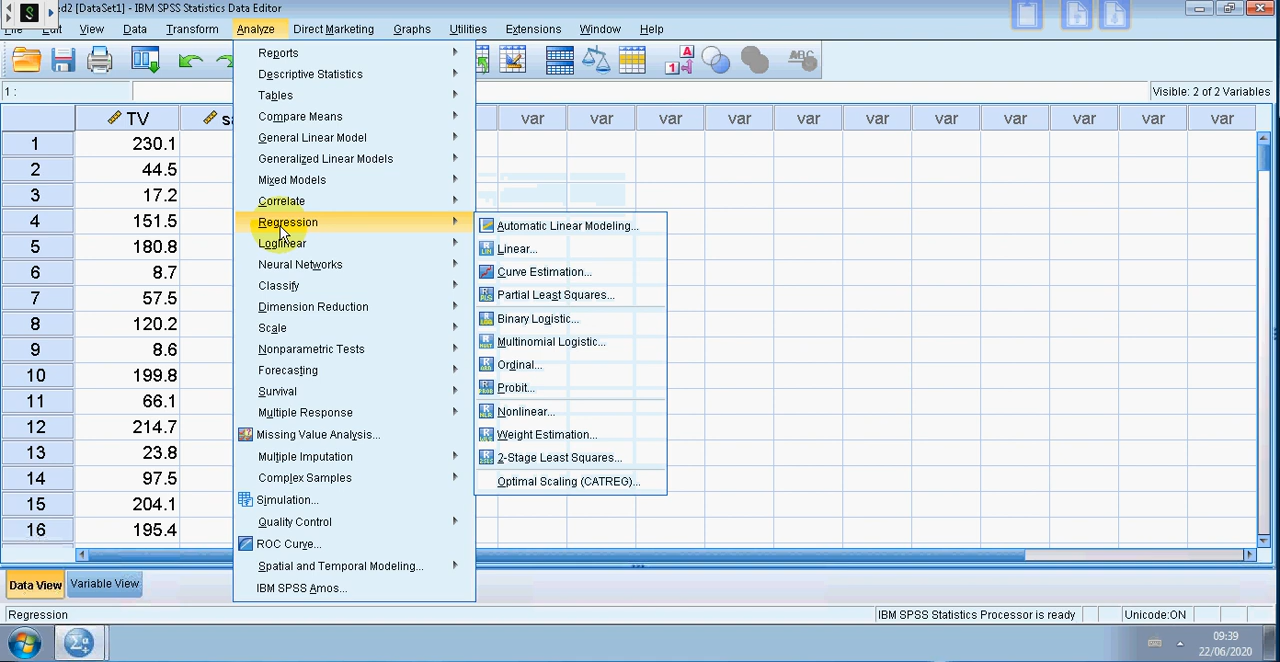 ed2 [DataSet1] - IBM SPSS Statistics Data Editor
View Data Transform Analyze Direct Marketing Graphs Utilities Extensions Window Help
1 :
Visible: 2 of 2 Variables
TV var var var var var var var var var var var
1 230.1
2 44.5
3 17.2
4 151.5
5 180.8
6 8.7
7 57.5
8 120.2
9 8.6
10 199.8
11 66.1
12 214.7
13 23.8
14 97.5
15 204.1
16 195.4
Reports
Descriptive Statistics
Tables
Compare Means
General Linear Model
Generalized Linear Models
Mixed Models
Correlate
Regression
Loglinear
Neural Networks
Classify
Dimension Reduction
Scale
Nonparametric Tests
Forecasting
Survival
Multiple Response
Missing Value Analysis...
Multiple Imputation
Complex Samples
Simulation...
Quality Control
ROC Curve...
Spatial and Temporal Modeling...
IBM SPSS Amos...
Automatic Linear Modeling...
Linear...
Curve Estimation...
Partial Least Squares...
Binary Logistic...
Multinomial Logistic...
Ordinal...
Probit...
Nonlinear...
Weight Estimation...
2-Stage Least Squares...
Optimal Scaling (CATREG)...
Data View Variable View
Regression
IBM SPSS Statistics Processor is ready
Unicode:ON
09:39
22/06/2020